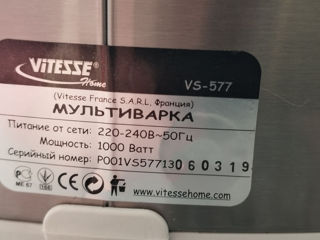 ViTESSE
Home
VS-577
(Vitesse France S.A.R.L, Франция)
МУЛЬТИВАРКА
Питание от сети: 220-240В~50Гц
Мощность: 1000 Ватт
Серийный номер: P001VS57713060319
www.vitessehome.com